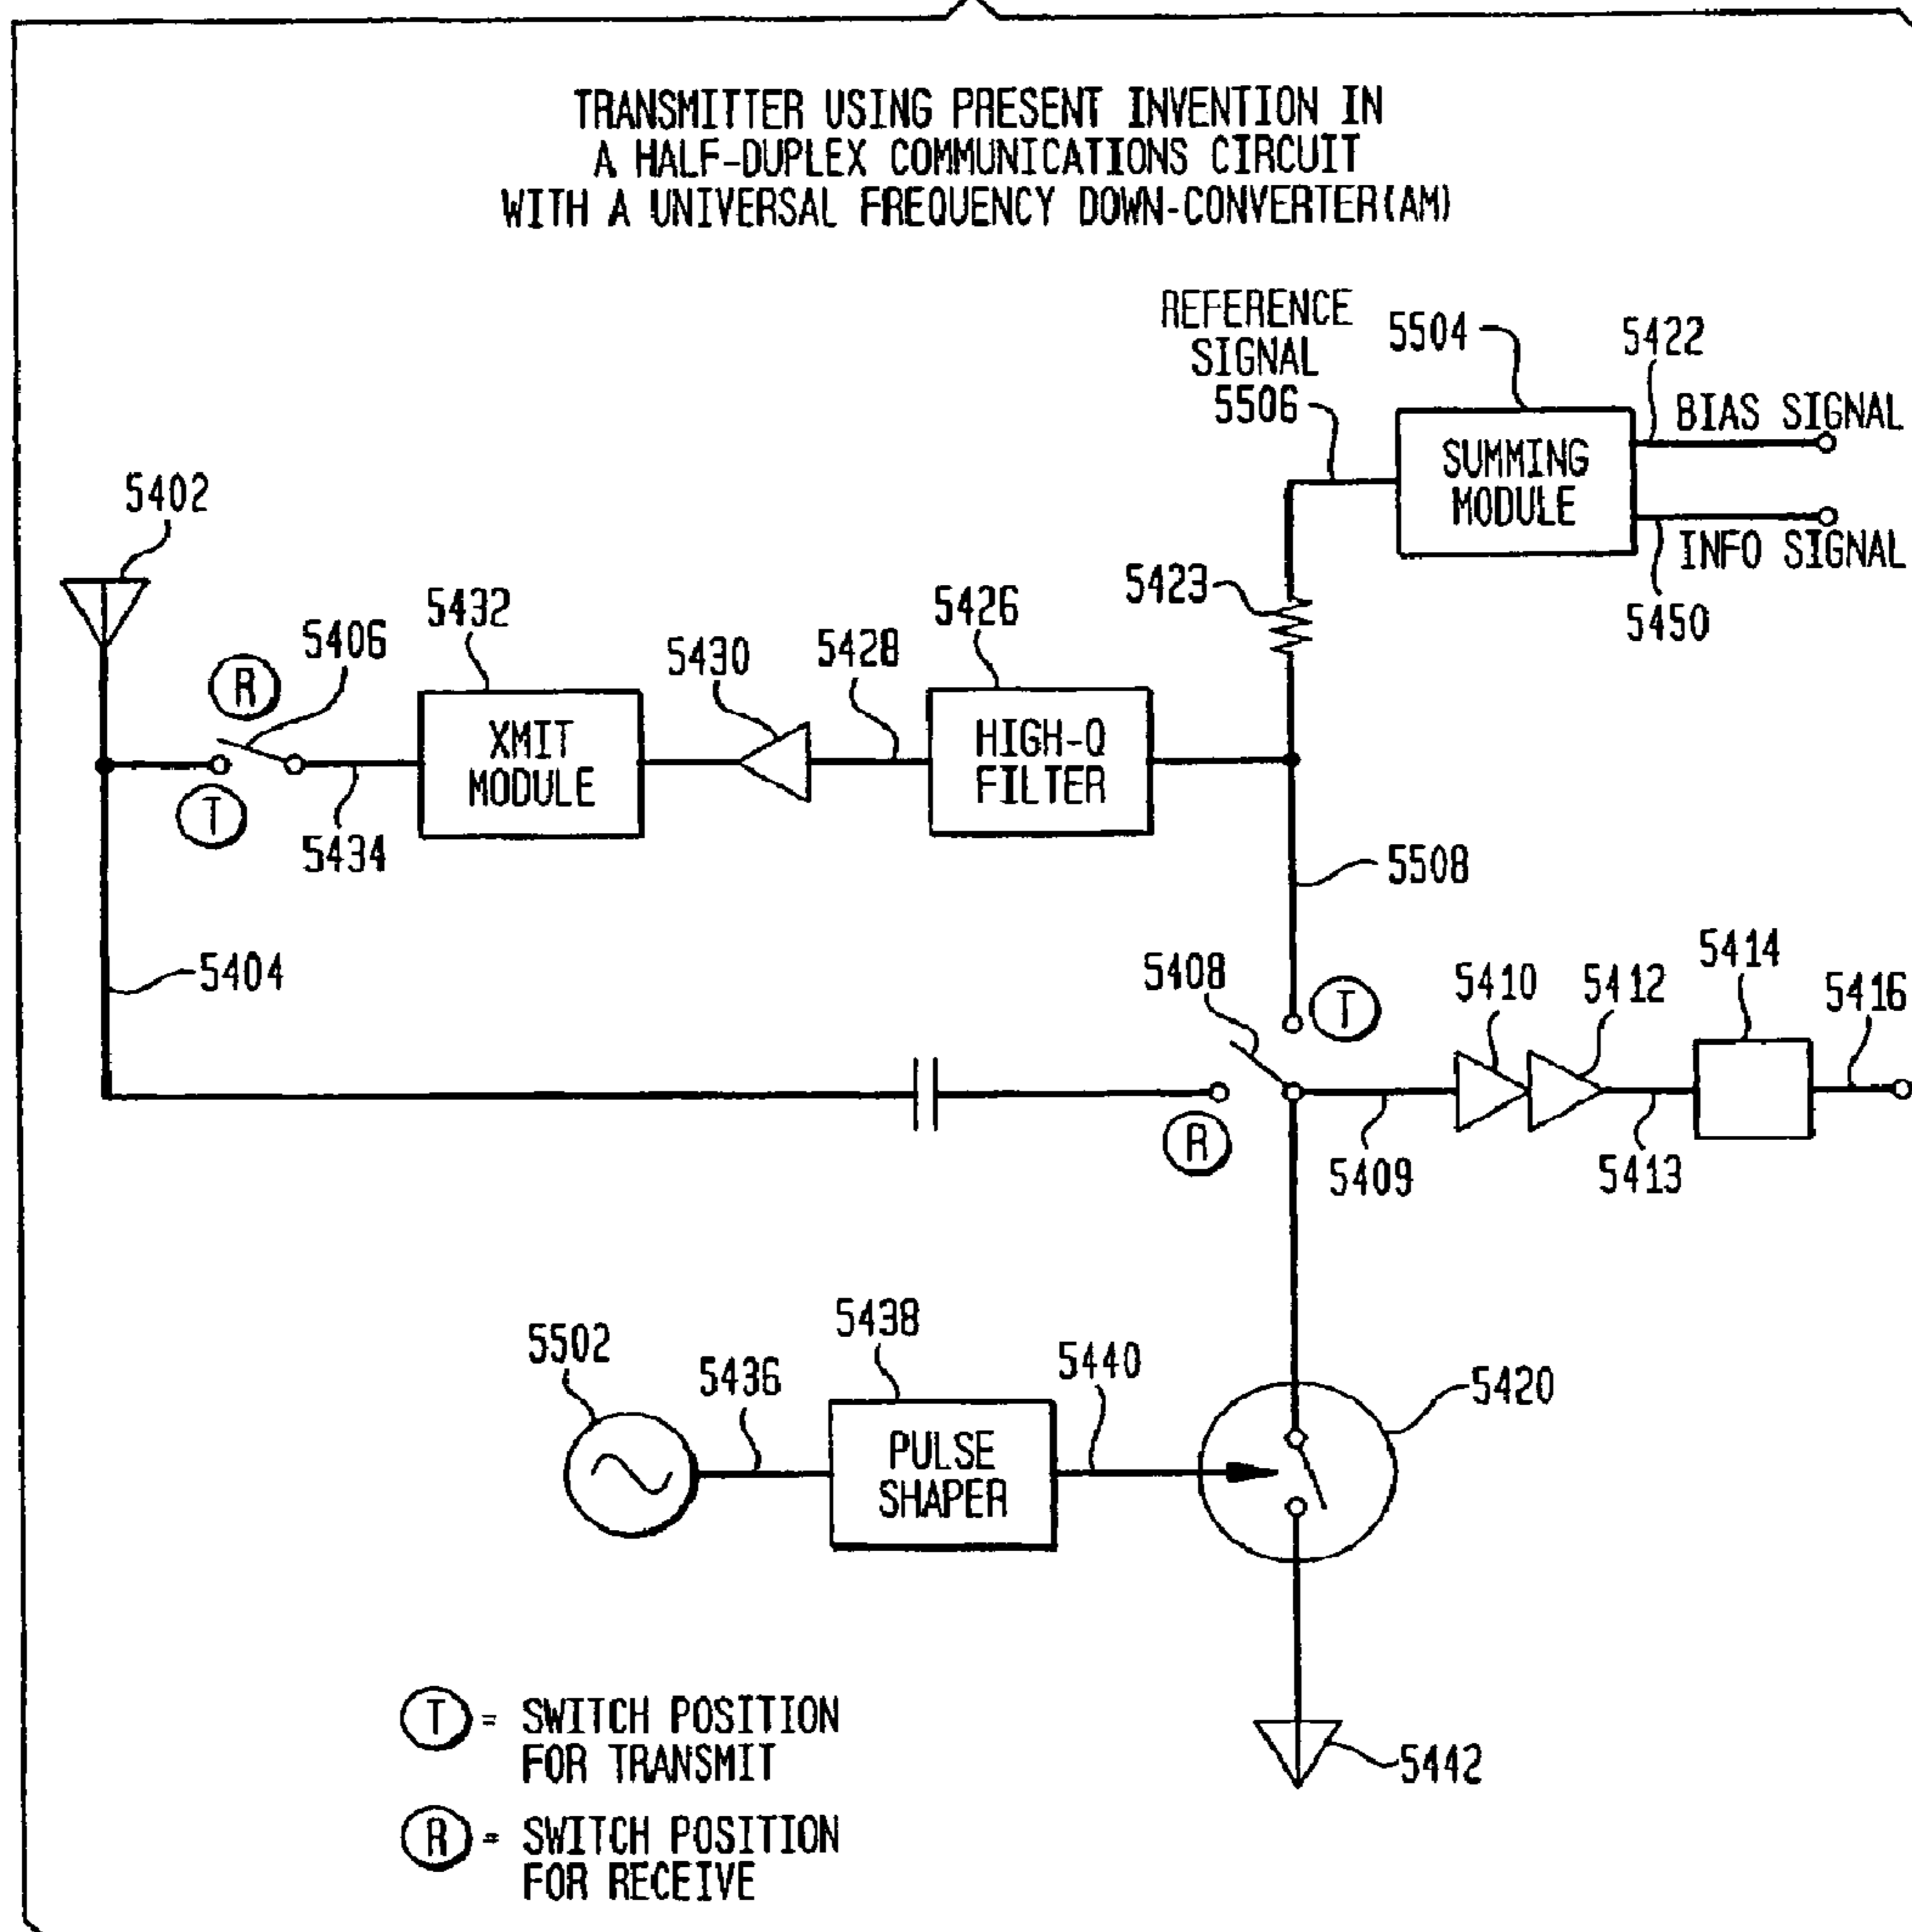 TRANSMITTER USING PRESENT INVENTION IN
A HALF-DUPLEX COMMUNICATIONS CIRCUIT
WITH A UNIVERSAL FREQUENCY DOWN-CONVERTER(AM)
REFERENCE
SIGNAL
5506
5504
5422
BIAS SIGNAL
SUMMING
MODULE
INFO SIGNAL
5450
5402
5423
5406
5432
5430
5428
5426
R
XMIT
MODULE
HIGH-Q
FILTER
T
5434
5508
5404
5408
T
5410
5412
5414
5416
R
5409
5413
5502
5436
5438
5440
5420
PULSE
SHAPER
5442
T = SWITCH POSITION
FOR TRANSMIT
R = SWITCH POSITION
FOR RECEIVE